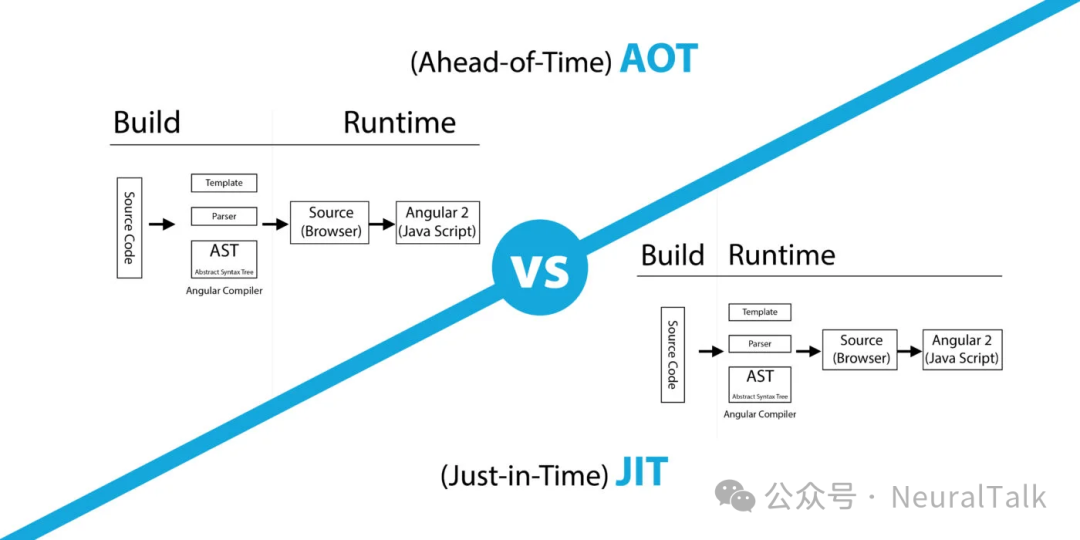 (Ahead-of-Time) AOT
Build
Runtime
Source Code
Template
Parser
AST
Abstract Syntax Tree
Angular Compiler
Source
(Browser)
Angular 2
(Java Script)
vs
Build
Runtime
Source Code
Template
Parser
AST
Abstract Syntax Tree
Angular Compiler
Source
(Browser)
Angular 2
(Java Script)
(Just-in-Time) JIT
公众号 · NeuralTalk